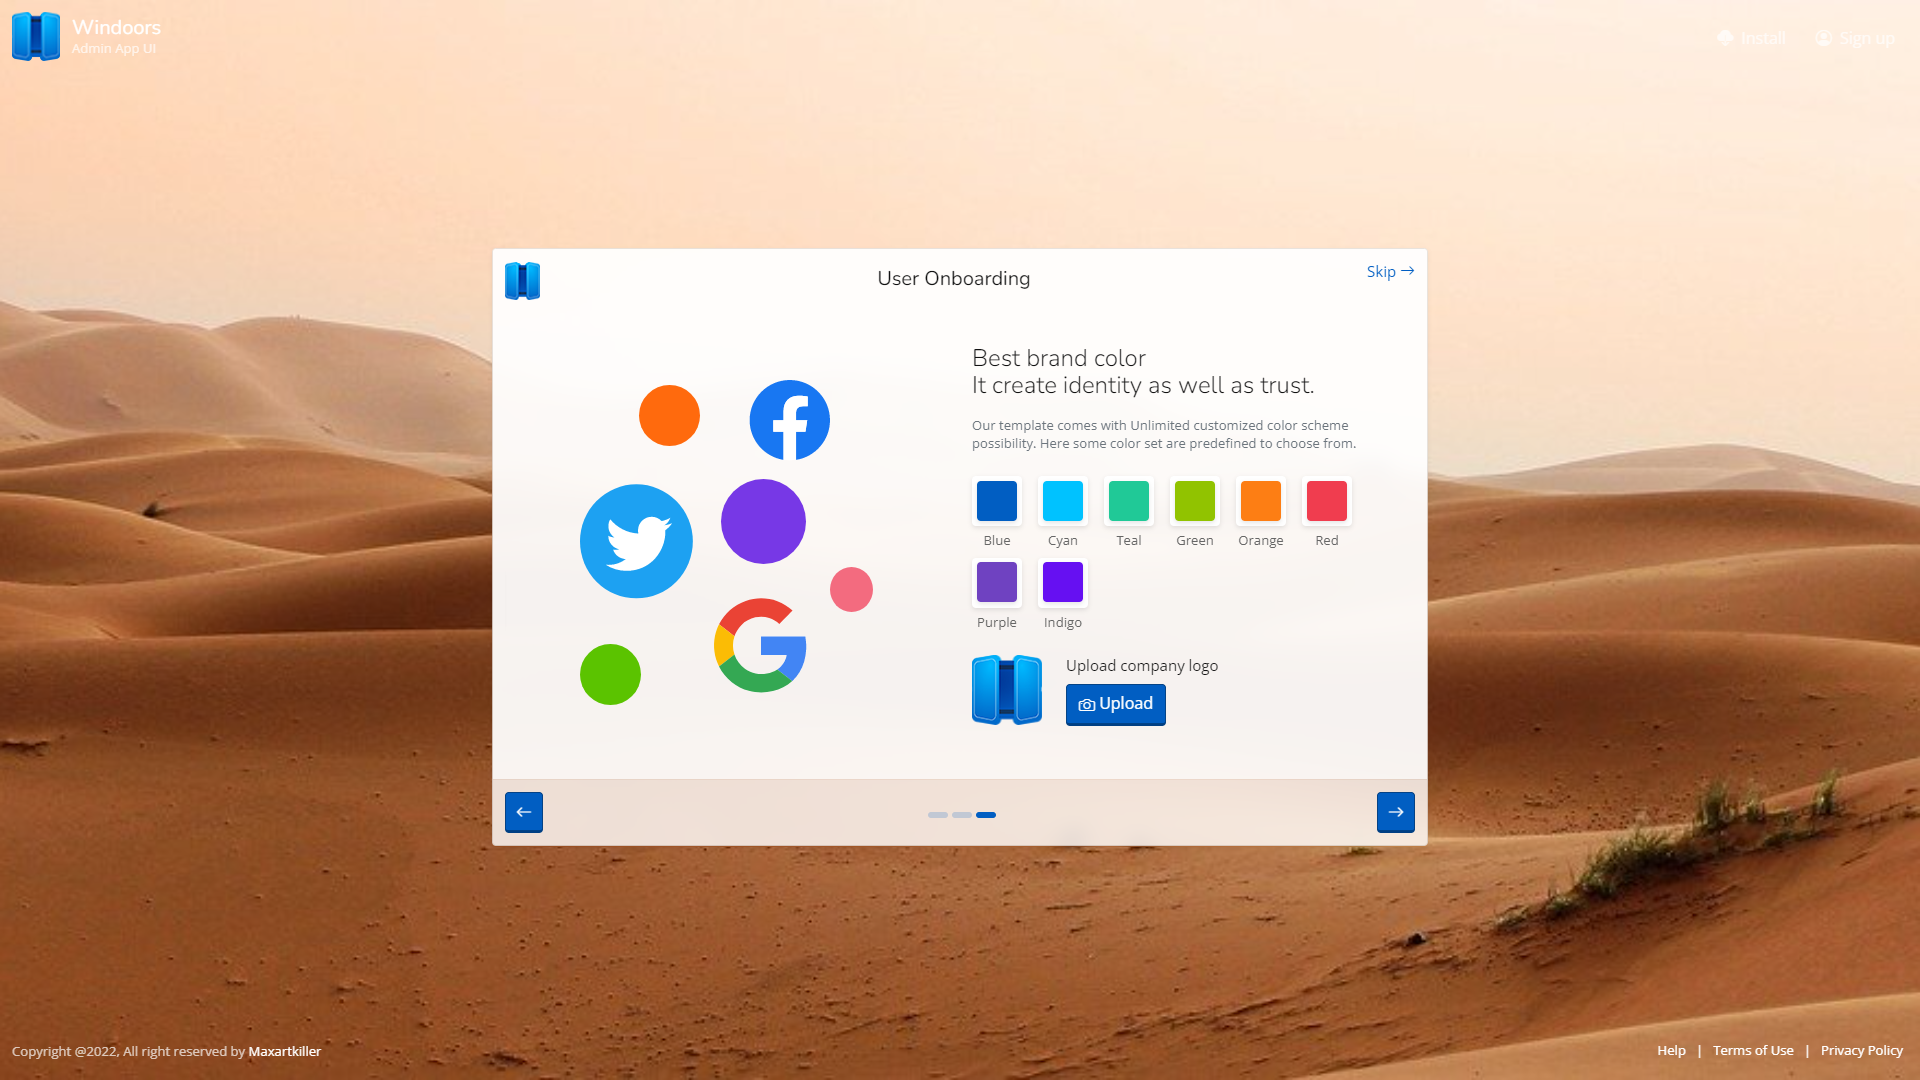 Windoors
Admin App UI
Install
Sign up
User Onboarding
Skip
Best brand color
It create identity as well as trust.
Our template comes with Unlimited customized color scheme
possibility. Here some color set are predefined to choose from.
Blue
Cyan
Teal
Green
Orange
Red
Purple
Indigo
Upload company logo
Upload
Copyright @2022, All right reserved by Maxartkiller
Help | Terms of Use | Privacy Policy